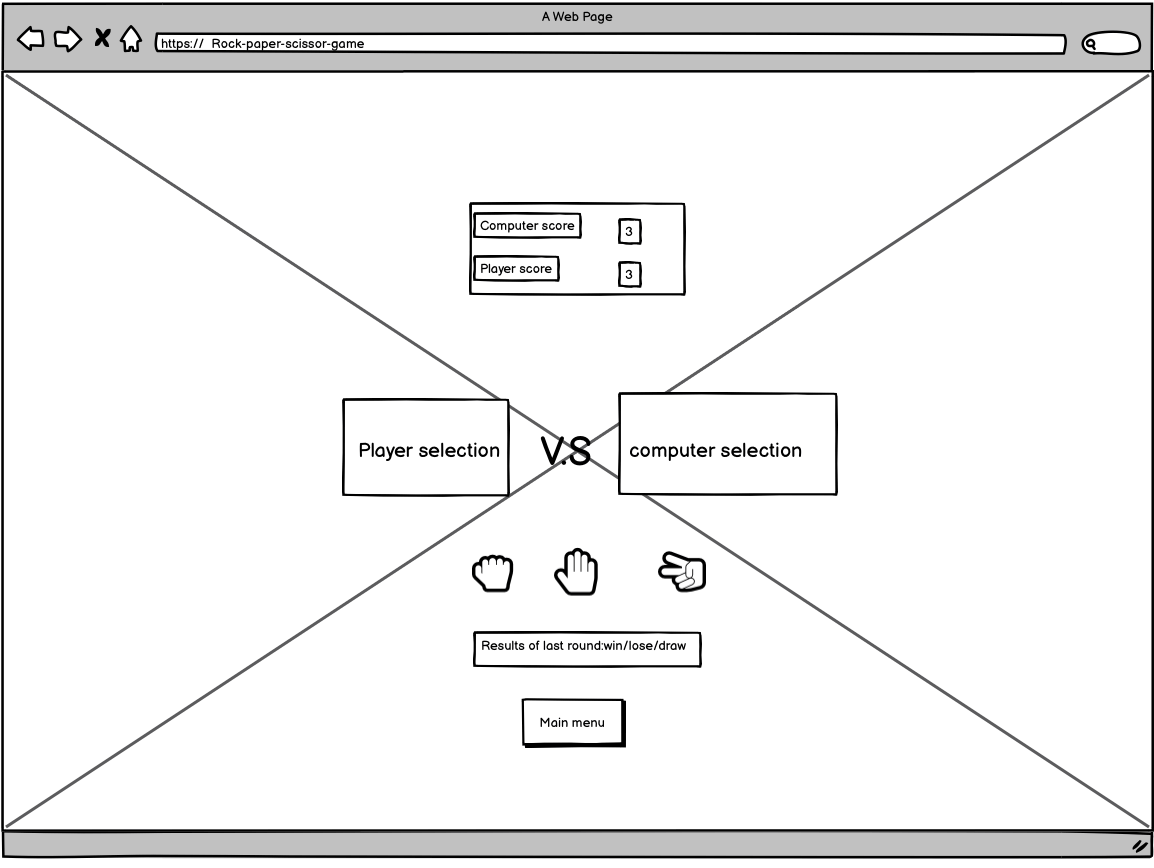 A Web Page
https:// Rock-paper-scissor-game
Computer score
3
Player score
3
Player selection
V.S
computer selection
Results of last round:win/lose/draw
Main menu